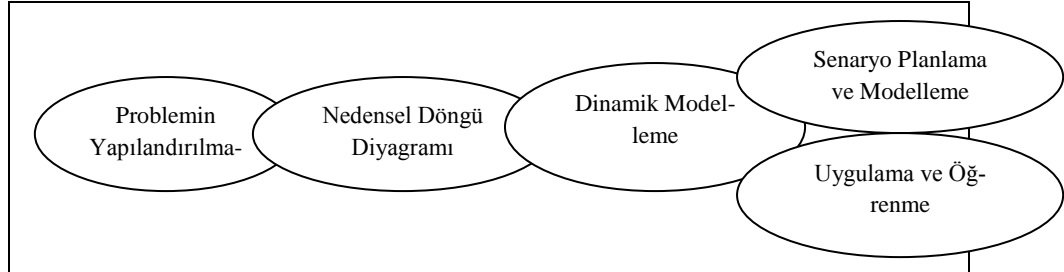 Problemin
Yapılandırılma-
Nedensel Döngü
Diyagramı
Dinamik Model-
leme
Senaryo Planlama
ve Modelleme
Uygulama ve Öğ-
renme